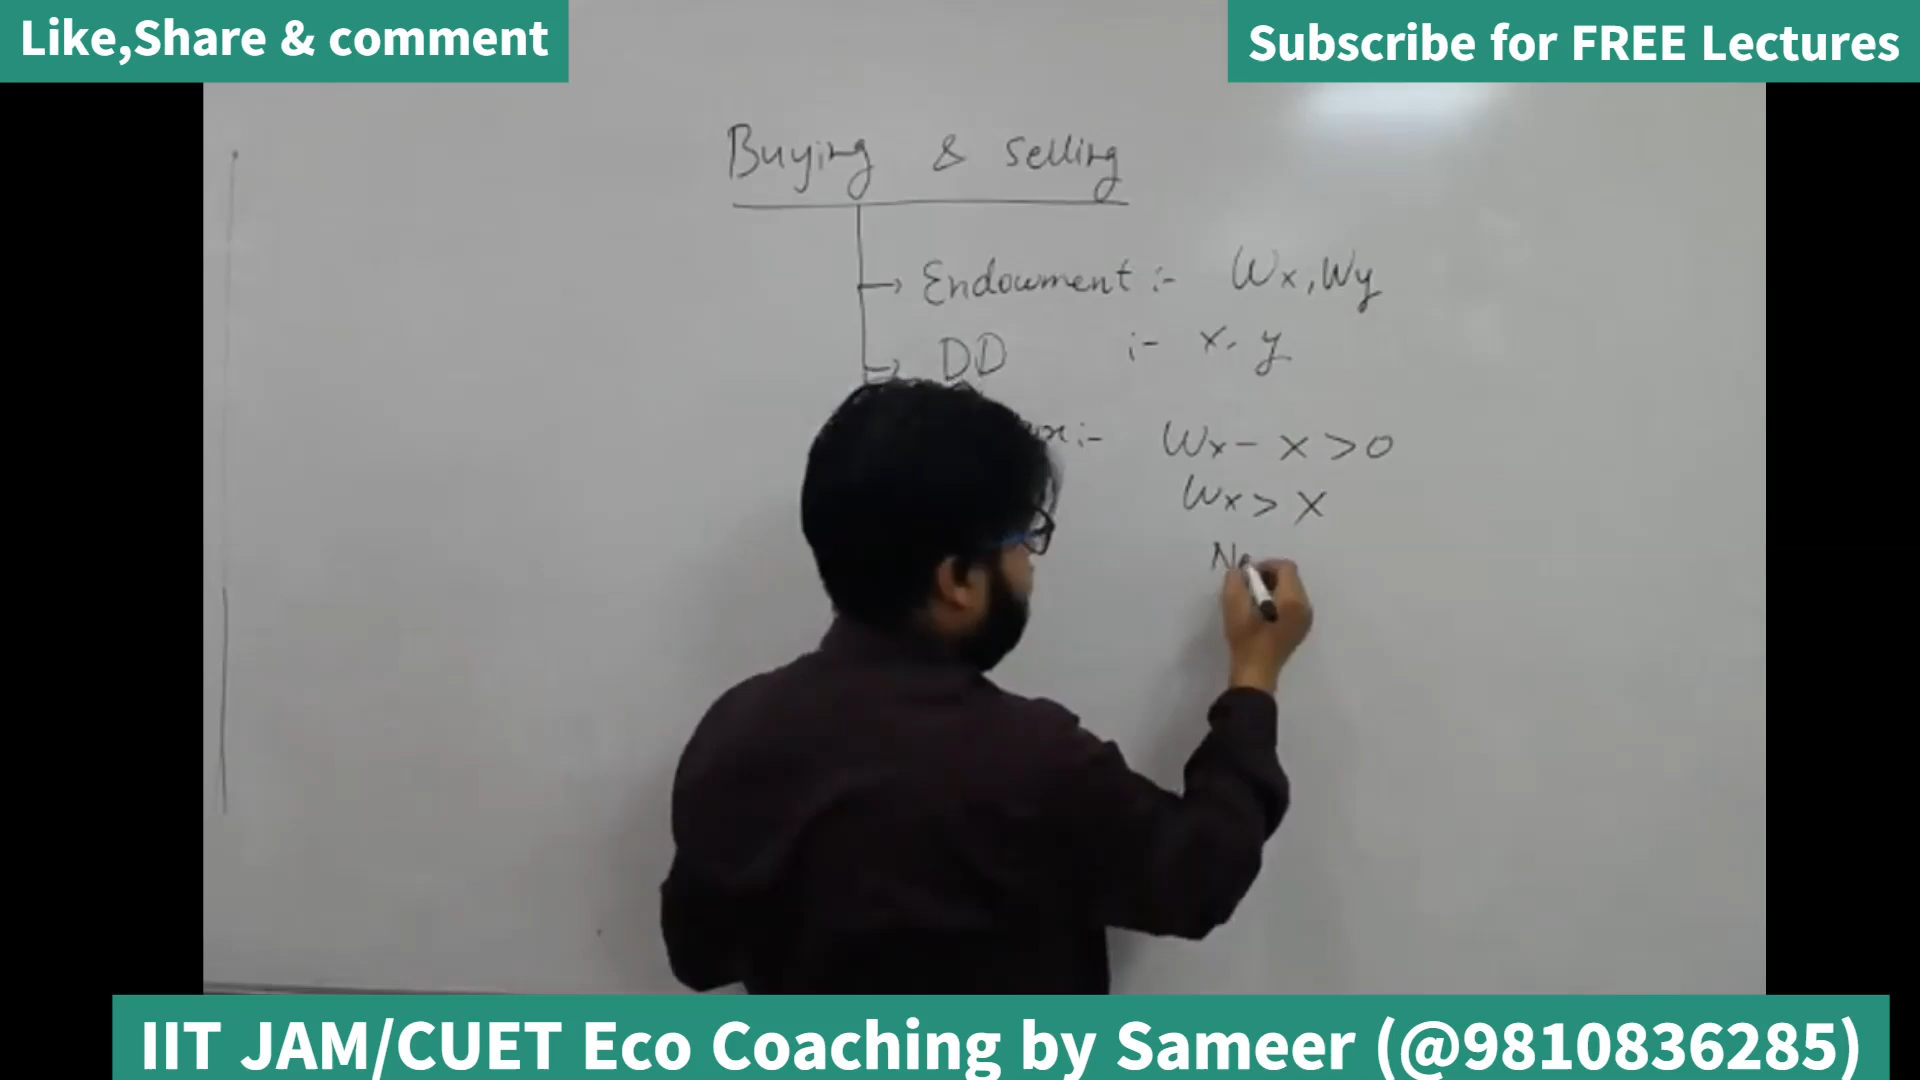 Like,Share & comment
Subscribe for FREE Lectures
Buying & Selling
Endowment :- Wx, Wy
DD :- x, y
:- Wx - x > 0
Wx > x
Ne
IIT JAM/CUET Eco Coaching by Sameer (@9810836285)